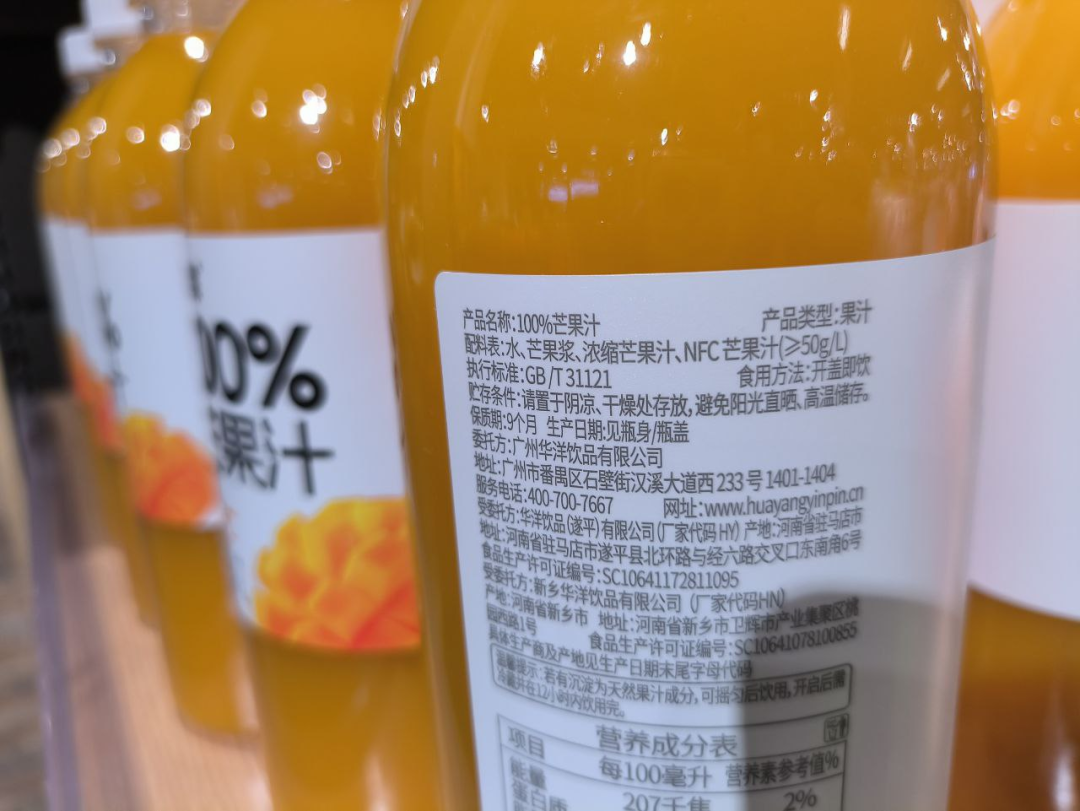 00%
果汁
产品名称:100%芒果汁 产品类型:果汁
配料表:水、芒果浆、浓缩芒果汁、NFC芒果汁(≥50g/L)
执行标准:GB/T 31121 食用方法:开盖即饮
贮存条件:请置于阴凉、干燥处存放,避免阳光直晒、高温储存。
保质期:9个月 生产日期:见瓶身/瓶盖
委托方:广州华洋饮品有限公司
地址:广州市番禺区石壁街汉溪大道西233号1401-1404
服务电话:400-700-7667 网址:www.huayangyinpin.cn
受委托方:华洋饮品(遂平)有限公司(厂家代码HY) 产地:河南省驻马店市
地址:河南省驻马店市遂平县北环路与经六路交叉口东南角6号
食品生产许可证编号:SC10641172811095
受委托方:新乡华洋饮品有限公司(厂家代码HN)
产地:河南省新乡市 地址:河南省新乡市卫辉市产业集聚区桃
园西路1号 食品生产许可证编号:SC10641078100855
具体生产商及产地见生产日期末尾字母代码
温馨提示:若有沉淀为天然果汁成分,可摇匀后饮用,开启后需
冷藏并在12小时内饮用完。
营养成分表
项目 每100毫升 营养素参考值%
能量 207千焦 2%
蛋白质